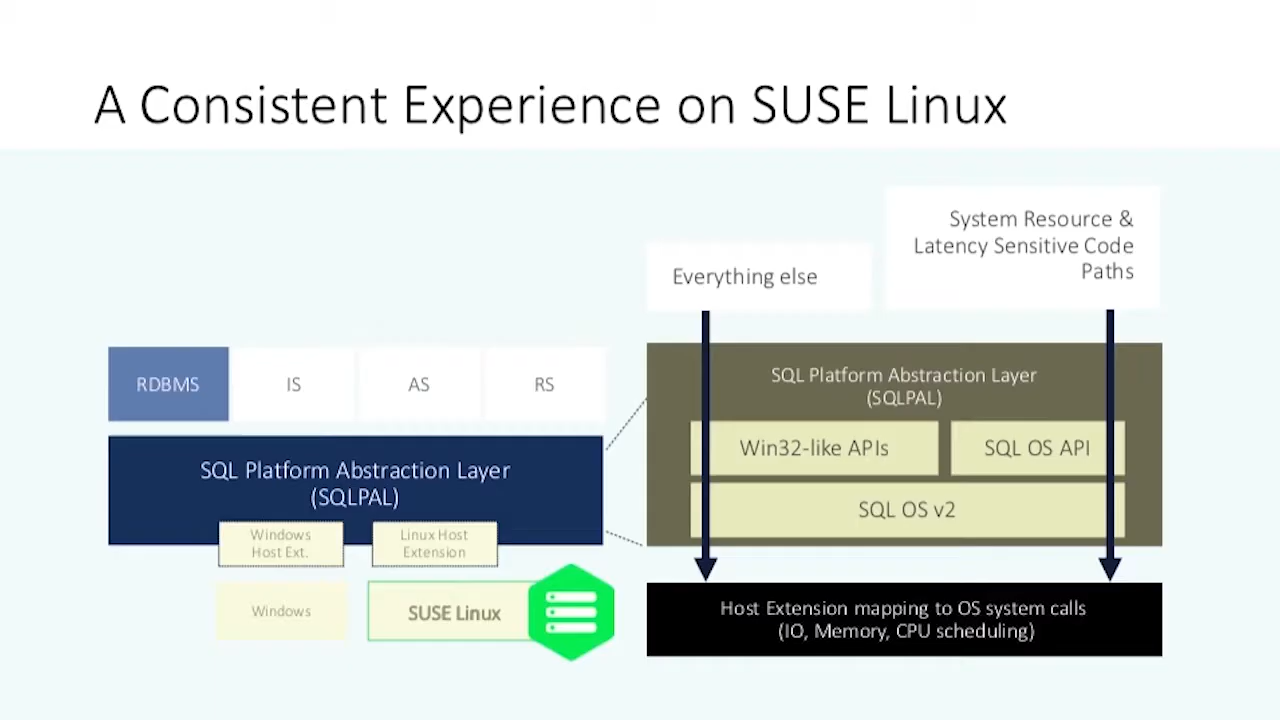 A Consistent Experience on SUSE Linux
System Resource &
Latency Sensitive Code
Paths
Everything else
RDBMS
IS
AS
RS
SQL Platform Abstraction Layer
(SQLPAL)
Windows
Host Ext.
Linux Host
Extension
Windows
SUSE Linux
SQL Platform Abstraction Layer
(SQLPAL)
Win32-like APIs
SQL OS API
SQL OS v2
Host Extension mapping to OS system calls
(IO, Memory, CPU scheduling)